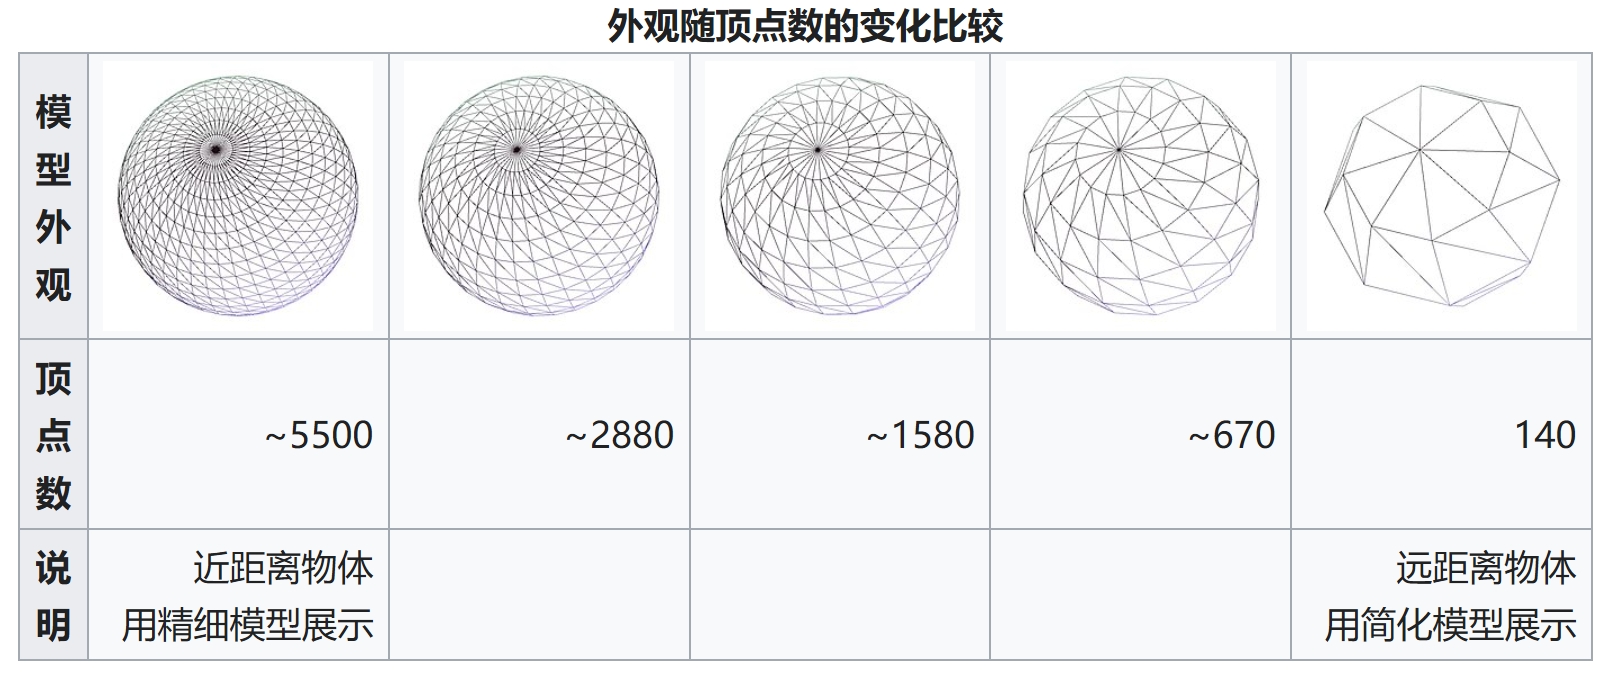 外观随顶点数的变化比较
模型外观
顶点数
~5500
~2880
~1580
~670
140
说明
近距离物体
用精细模型展示
远距离物体
用简化模型展示